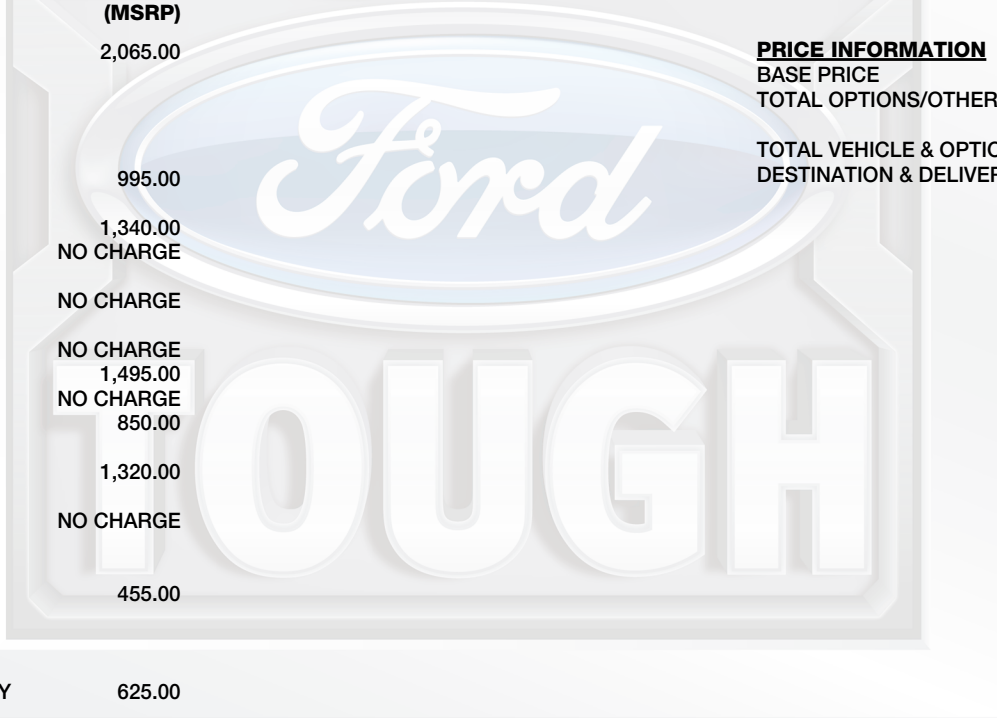 (MSRP)
2,065.00
995.00
1,340.00
NO CHARGE
NO CHARGE
NO CHARGE
1,495.00
NO CHARGE
850.00
1,320.00
NO CHARGE
455.00
Y 625.00
PRICE INFORMATION
BASE PRICE
TOTAL OPTIONS/OTHER
TOTAL VEHICLE & OPTIO
DESTINATION & DELIVER
Ford
TOUGH